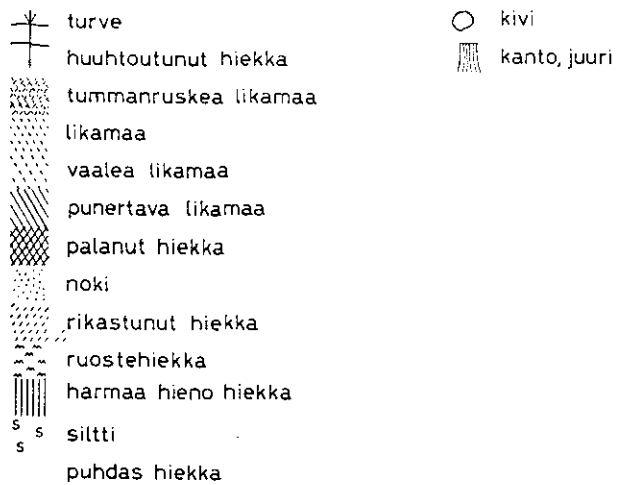 turve
huuhtoutunut hiekka
tummanruskea likamaa
likamaa
vaalea likamaa
punertava likamaa
palanut hiekka
noki
rikastunut hiekka
ruostehiekka
harmaa hieno hiekka
s s
s
siltti
puhdas hiekka
kivi
kanto, juuri